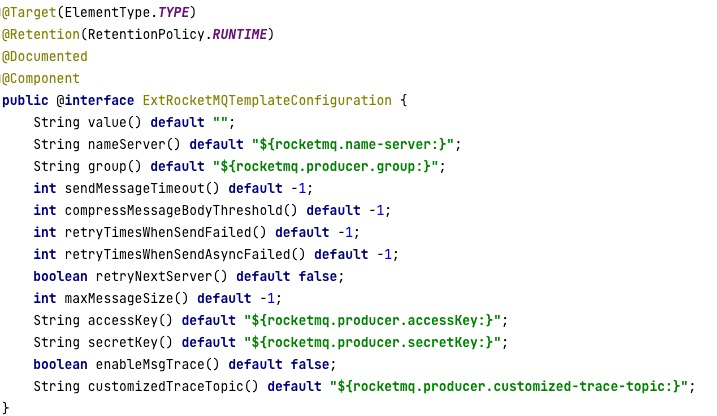 @Target(ElementType.TYPE)
@Retention(RetentionPolicy.RUNTIME)
@Documented
@Component
public @interface ExtRocketMQTemplateConfiguration {
    String value() default "";
    String nameServer() default "${rocketmq.name-server:}";
    String group() default "${rocketmq.producer.group:}";
    int sendMessageTimeout() default -1;
    int compressMessageBodyThreshold() default -1;
    int retryTimesWhenSendFailed() default -1;
    int retryTimesWhenSendAsyncFailed() default -1;
    boolean retryNextServer() default false;
    int maxMessageSize() default -1;
    String accessKey() default "${rocketmq.producer.accessKey:}";
    String secretKey() default "${rocketmq.producer.secretKey:}";
    boolean enableMsgTrace() default false;
    String customizedTraceTopic() default "${rocketmq.producer.customized-trace-topic:}";
}